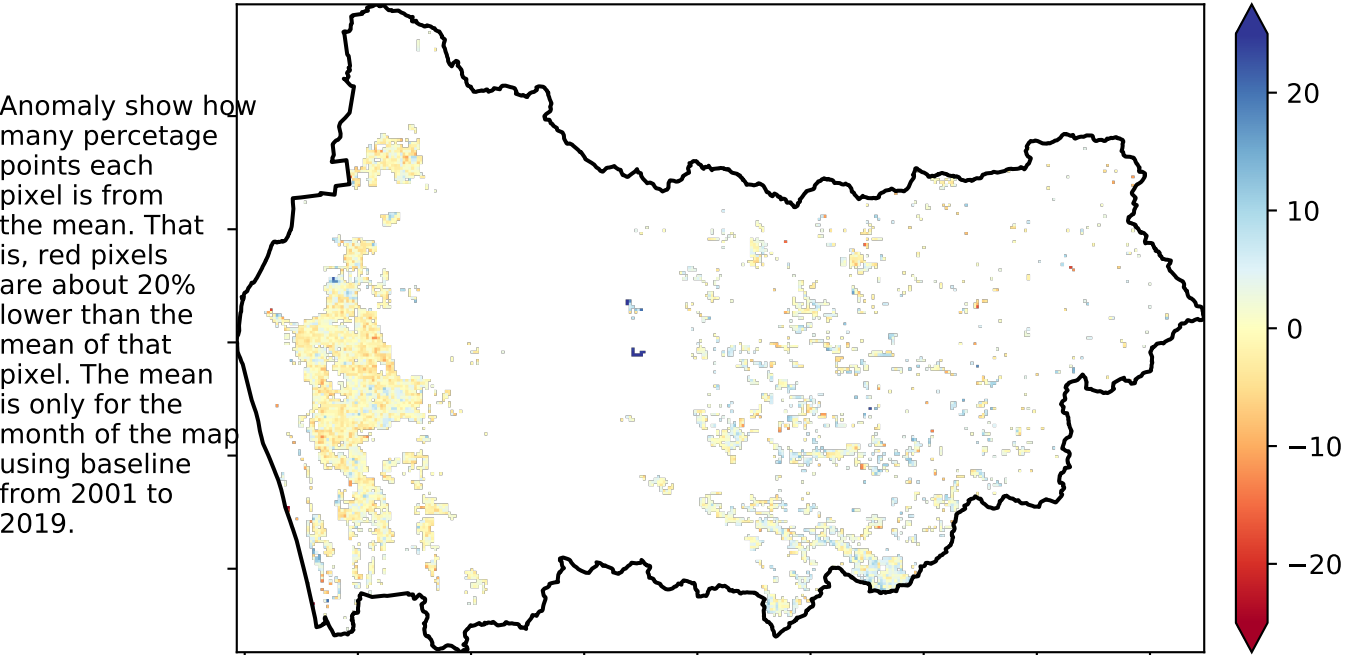 Anomaly show how
many percetage
points each
pixel is from
the mean. That
is, red pixels
are about 20%
lower than the
mean of that
pixel. The mean
is only for the
month of the map
using baseline
from 2001 to
2019.
20
10
0
−10
−20